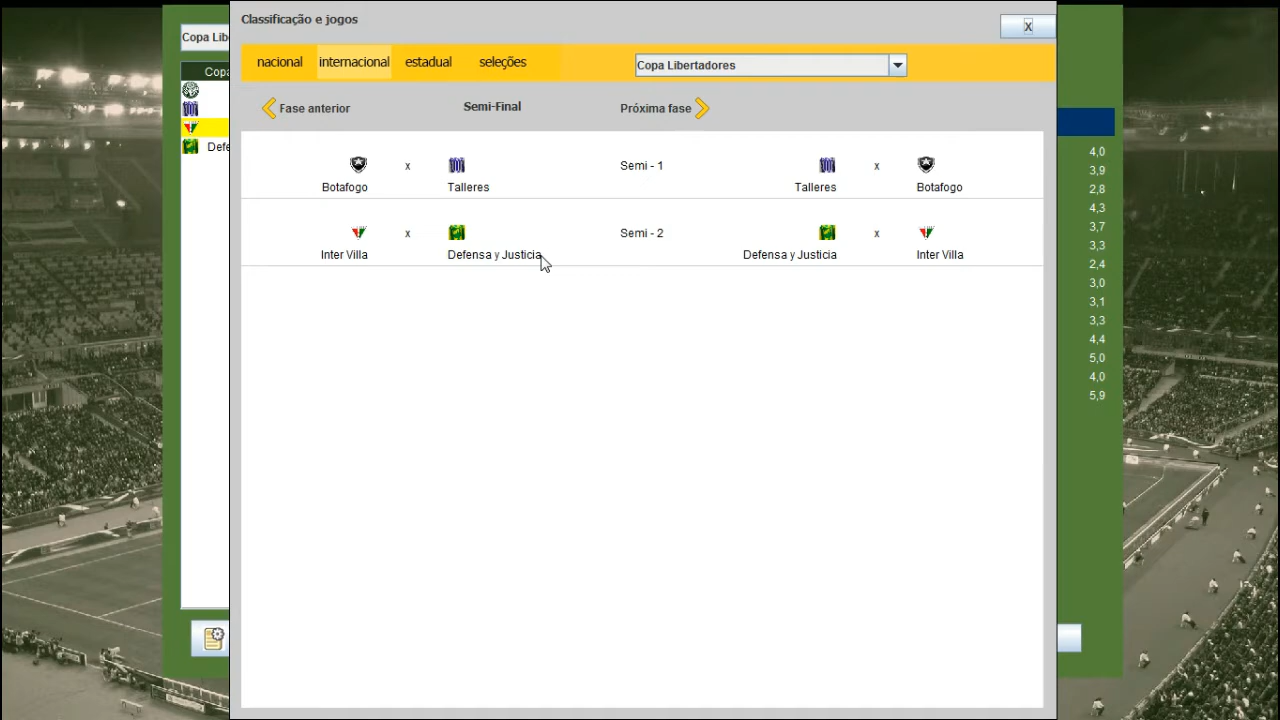 Classificação e jogos
X
Copa Lib
nacional internacional estadual seleções
Copa Libertadores
Copa
Fase anterior Semi-Final Próxima fase
Botafogo x Talleres Semi - 1 Talleres x Botafogo
Inter Villa x Defensa y Justicia Semi - 2 Defensa y Justicia x Inter Villa
Defe
4,0
3,9
2,8
4,3
3,7
3,3
2,4
3,0
3,1
3,3
4,4
5,0
4,0
5,9